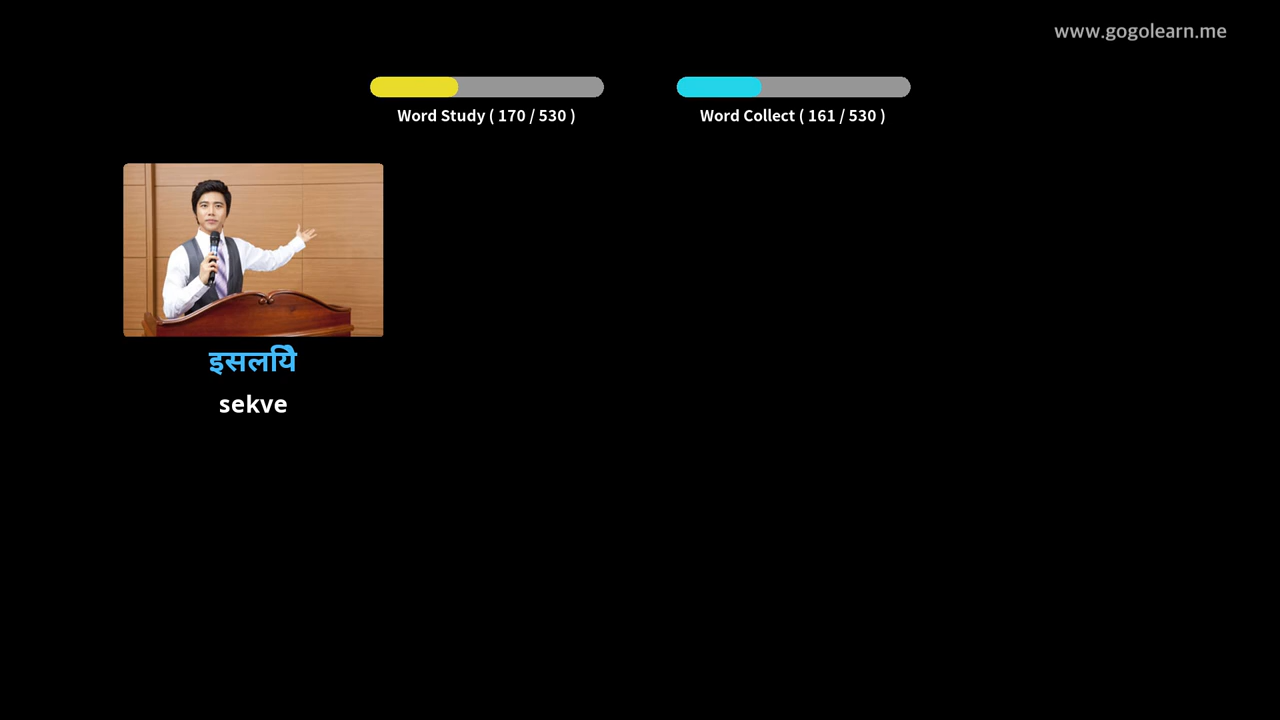 www.gogolearn.me
Word Study ( 170 / 530 )
Word Collect ( 161 / 530 )
इसलयिे
sekve